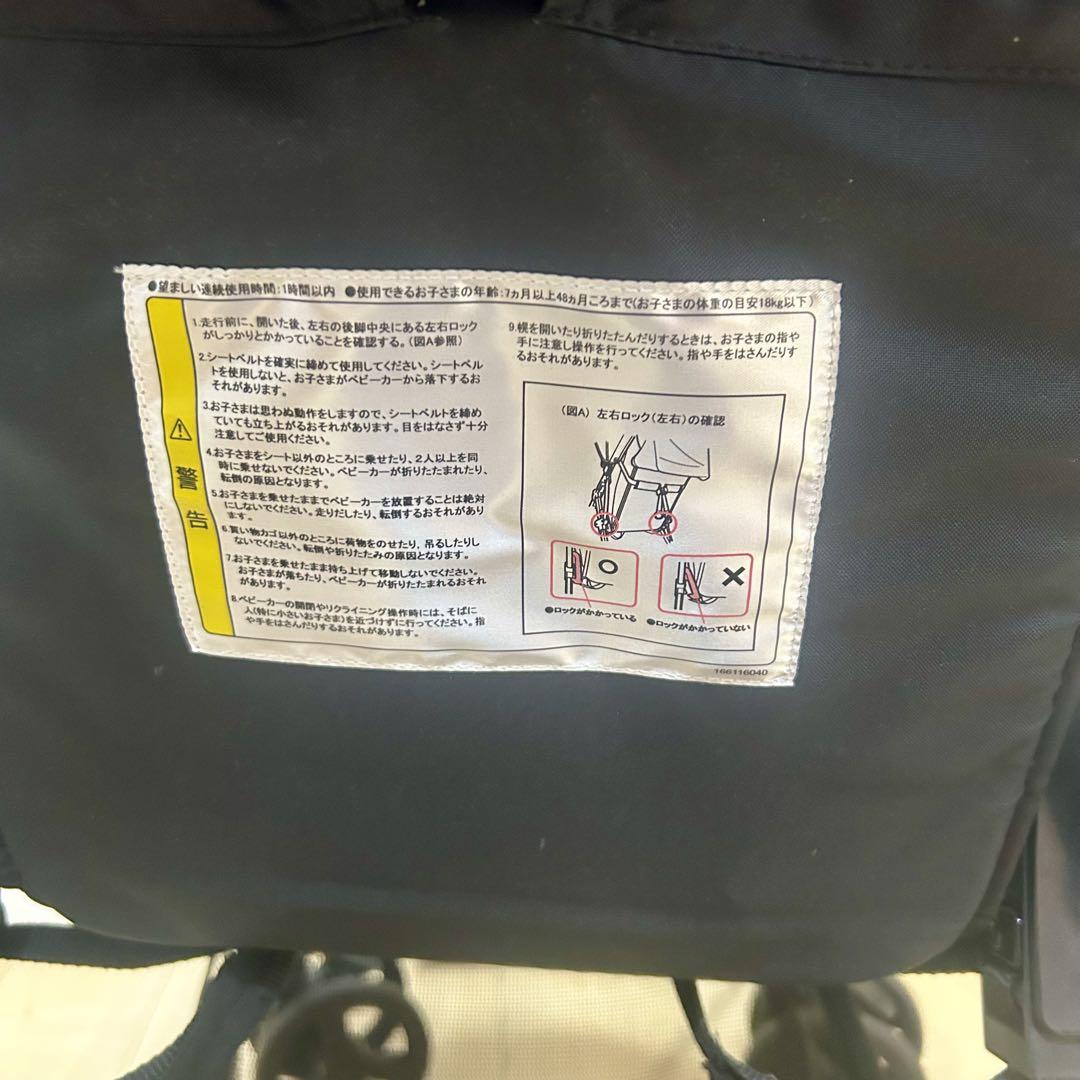 ●望ましい連続使用時間:1時間以内 ●使用できるお子さまの年齢:7ヵ月以上48ヵ月ころまで(お子さまの体重の目安18kg以下)
警告
1.走行前に、開いた後、左右の後脚中央にある左右ロック
がしっかりとかかっていることを確認する。(図A参照)
2.シートベルトを確実に締めて使用してください。シートベル
トを使用しないと、お子さまがベビーカーから落下するお
それがあります。
3.お子さまは思わぬ動作をしますので、シートベルトを締め
ていても立ち上がるおそれがあります。目をはなさず十分
注意してご使用ください。
4.お子さまをシート以外のところに乗せたり、2人以上を同
時に乗せないでください。ベビーカーが折りたたまれたり、
転倒の原因となります。
5.お子さまを乗せたままでベビーカーを放置することは絶対
にしないでください。走りだしたり、転倒するおそれがあり
ます。
6.買い物カゴ以外のところに荷物をのせたり、吊るしたりし
ないでください。転倒や折りたたみの原因となります。
7.お子さまを乗せたまま持ち上げて移動しないでください。
お子さまが落ちたり、ベビーカーが折りたたまれるおそれ
があります。
8.ベビーカーの開閉やリクライニング操作時には、そばに
人(特に小さいお子さま)を近づけずに行ってください。指
や手をはさんだりするおそれがあります。
9.幌を開いたり折りたたんだりするときは、お子さまの指や
手に注意し操作を行ってください。指や手をはさんだりす
るおそれがあります。
(図A) 左右ロック(左右)の確認
●ロックがかかっている ●ロックがかかっていない
166116040